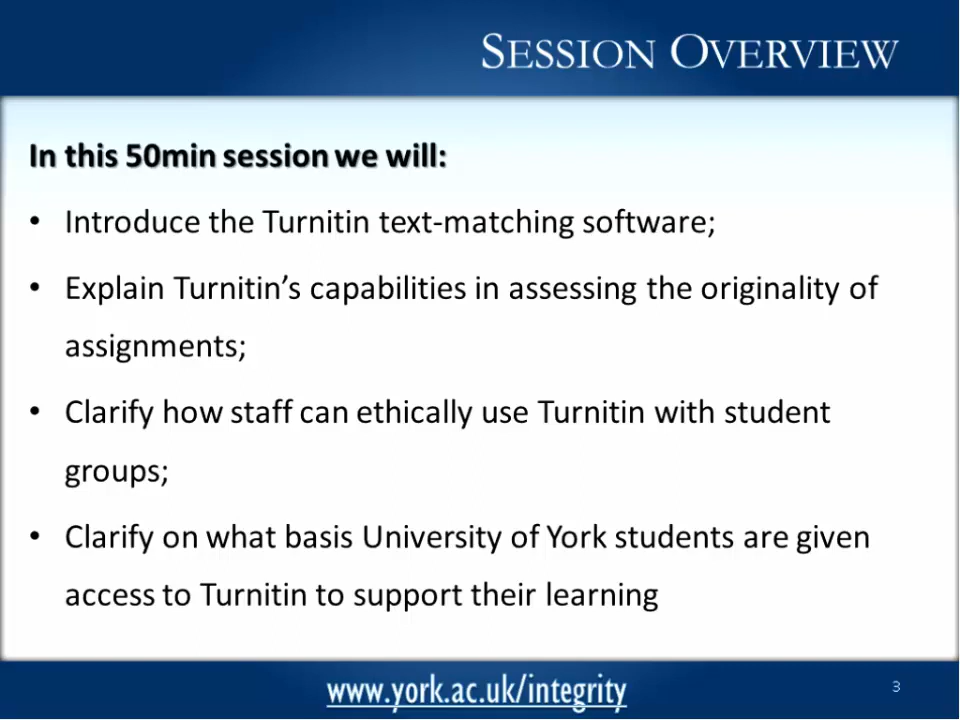 SESSION OVERVIEW
In this 50min session we will:
• Introduce the Turnitin text-matching software;
• Explain Turnitin’s capabilities in assessing the originality of
assignments;
• Clarify how staff can ethically use Turnitin with student
groups;
• Clarify on what basis University of York students are given
access to Turnitin to support their learning
www.york.ac.uk/integrity
3